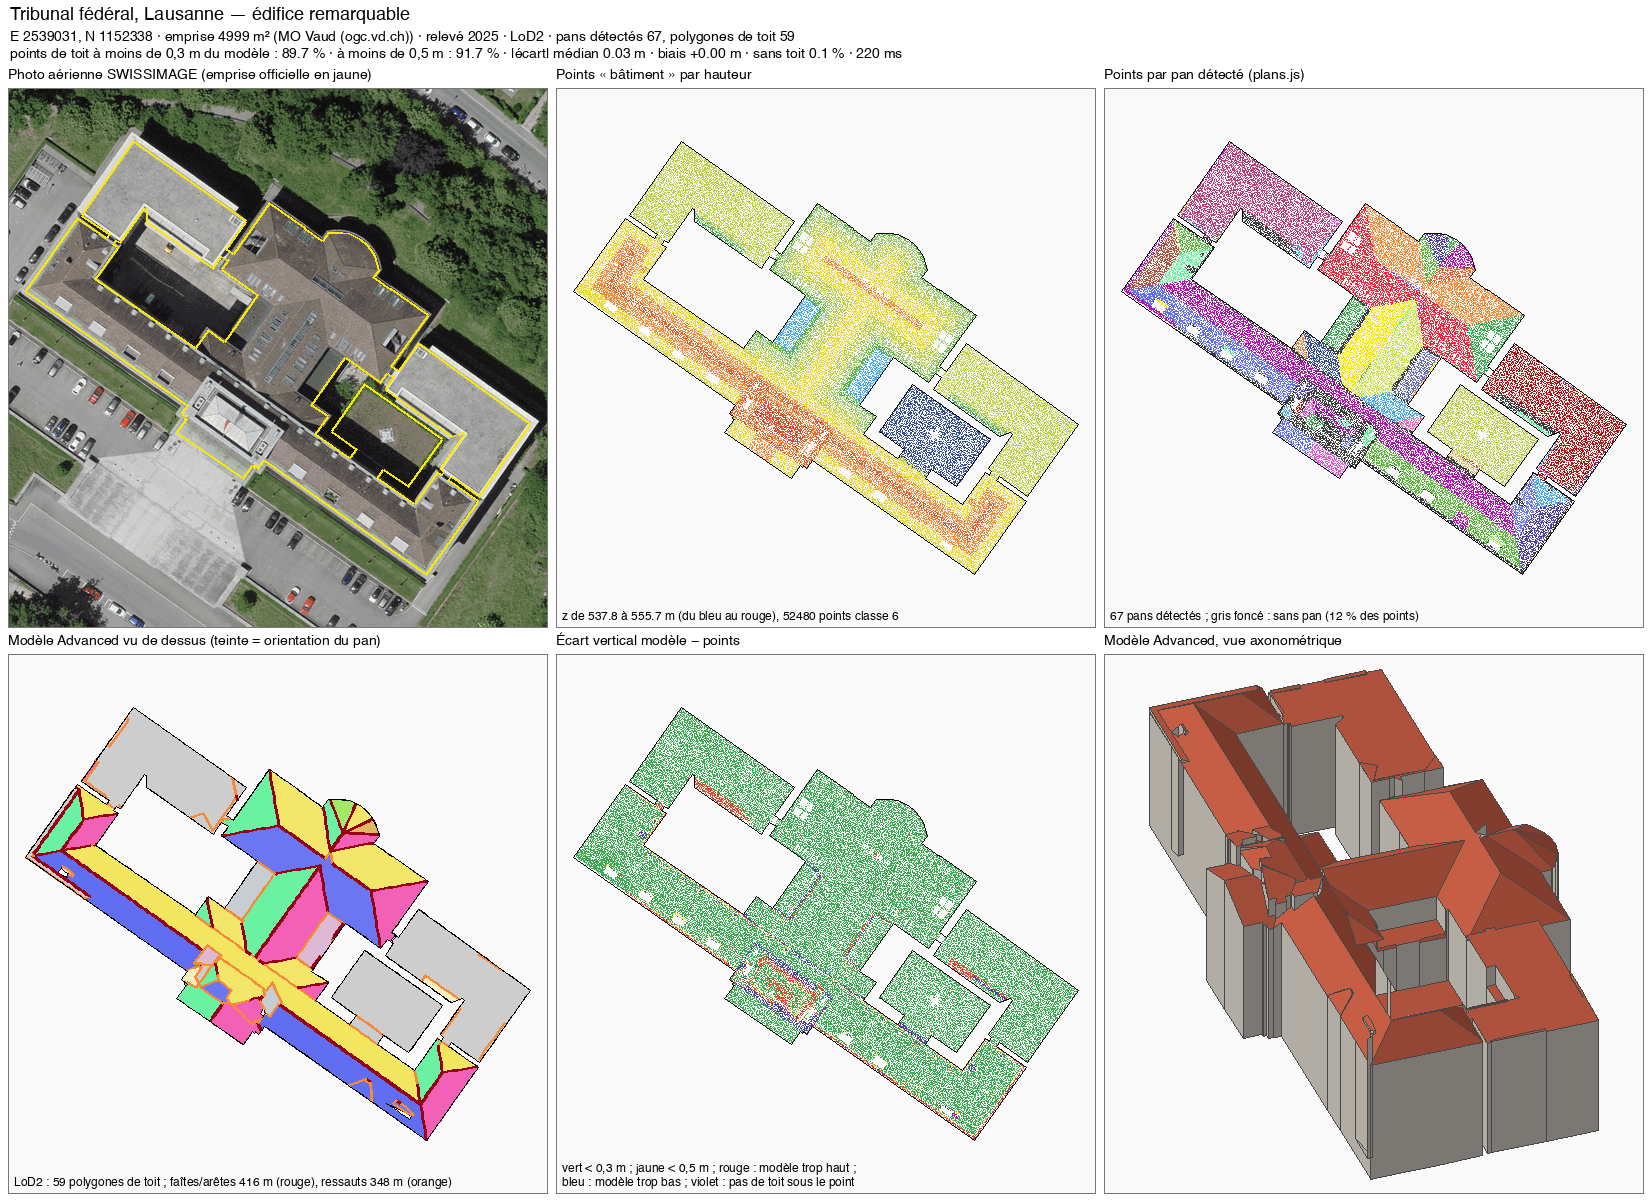 Tribunal fédéral, Lausanne — édifice remarquable
E 2539031, N 1152338 · emprise 4999 m² (MO Vaud (ogc.vd.ch)) · relevé 2025 · LoD2 · pans détectés 67, polygones de toit 59
points de toit à moins de 0,3 m du modèle : 89.7 % · à moins de 0,5 m : 91.7 % · lécartl médian 0.03 m · biais +0.00 m · sans toit 0.1 % · 220 ms
Photo aérienne SWISSIMAGE (emprise officielle en jaune)
Points « bâtiment » par hauteur
Points par pan détecté (plans.js)
z de 537.8 à 555.7 m (du bleu au rouge), 52480 points classe 6
67 pans détectés ; gris foncé : sans pan (12 % des points)
Modèle Advanced vu de dessus (teinte = orientation du pan)
Écart vertical modèle − points
Modèle Advanced, vue axonométrique
LoD2 : 59 polygones de toit ; faîtes/arêtes 416 m (rouge), ressauts 348 m (orange)
vert < 0,3 m ; jaune < 0,5 m ; rouge : modèle trop haut ;
bleu : modèle trop bas ; violet : pas de toit sous le point